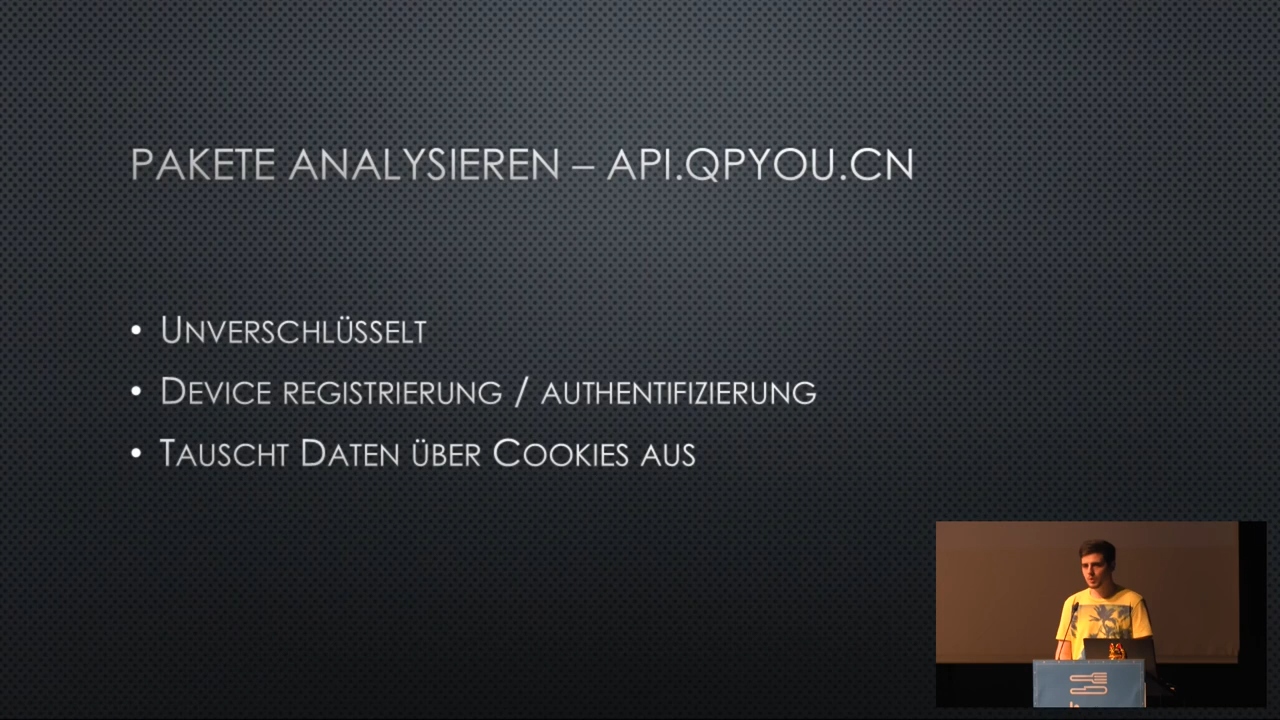 PAKETE ANALYSIEREN – API.QPYOU.CN
• UNVERSCHLÜSSELT
• DEVICE REGISTRIERUNG / AUTHENTIFIZIERUNG
• TAUSCHT DATEN ÜBER COOKIES AUS